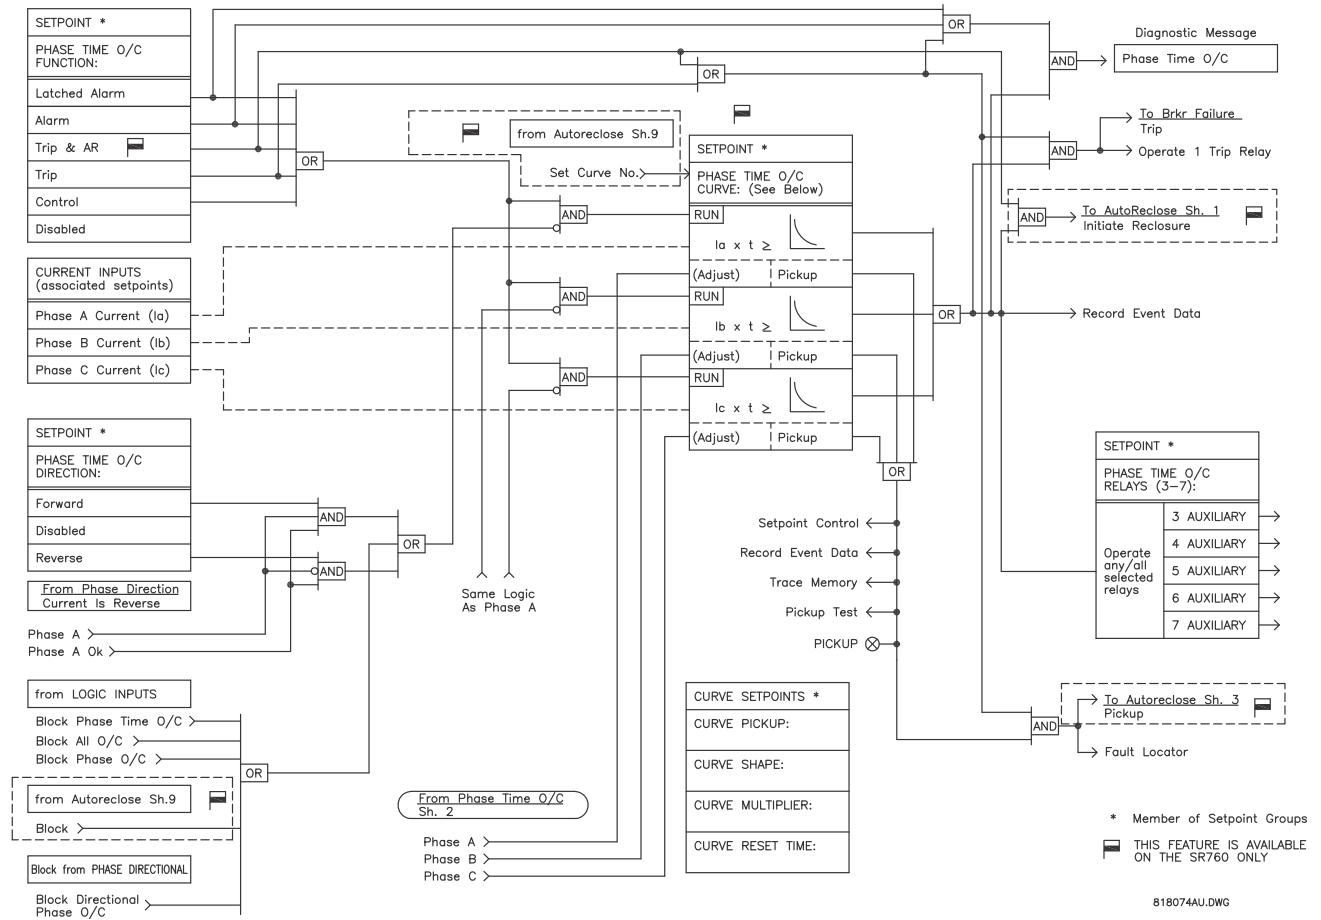 SETPOINT *
PHASE TIME O/C
FUNCTION:
Latched Alarm
Alarm
Trip & AR
Trip
Control
Disabled
CURRENT INPUTS
(associated setpoints)
Phase A Current (Ia)
Phase B Current (Ib)
Phase C Current (Ic)
SETPOINT *
PHASE TIME O/C
DIRECTION:
Forward
Disabled
Reverse
From Phase Direction
Current Is Reverse
Phase A
Phase A Ok
from LOGIC INPUTS
Block Phase Time O/C
Block All O/C
Block Phase O/C
from Autoreclose Sh.9
Block
Block from PHASE DIRECTIONAL
Block Directional
Phase O/C
OR
AND
AND
OR
OR
from Autoreclose Sh.9
Set Curve No.
AND
AND
AND
Same Logic
As Phase A
From Phase Time O/C
Sh. 2
Phase A
Phase B
Phase C
OR
SETPOINT *
PHASE TIME O/C
CURVE: (See Below)
RUN
Ia x t ≥
(Adjust)
Pickup
RUN
Ib x t ≥
(Adjust)
Pickup
RUN
Ic x t ≥
(Adjust)
Pickup
OR
Setpoint Control
Record Event Data
Trace Memory
Pickup Test
PICKUP
CURVE SETPOINTS *
CURVE PICKUP:
CURVE SHAPE:
CURVE MULTIPLIER:
CURVE RESET TIME:
OR
OR
AND
Diagnostic Message
Phase Time O/C
AND
To Brkr Failure
Trip
Operate 1 Trip Relay
AND
To AutoReclose Sh. 1
Initiate Reclosure
Record Event Data
SETPOINT *
PHASE TIME O/C
RELAYS (3-7):
Operate
any/all
selected
relays
3 AUXILIARY
4 AUXILIARY
5 AUXILIARY
6 AUXILIARY
7 AUXILIARY
AND
To Autoreclose Sh. 3
Pickup
Fault Locator
* Member of Setpoint Groups
THIS FEATURE IS AVAILABLE
ON THE SR760 ONLY
818074AU.DWG